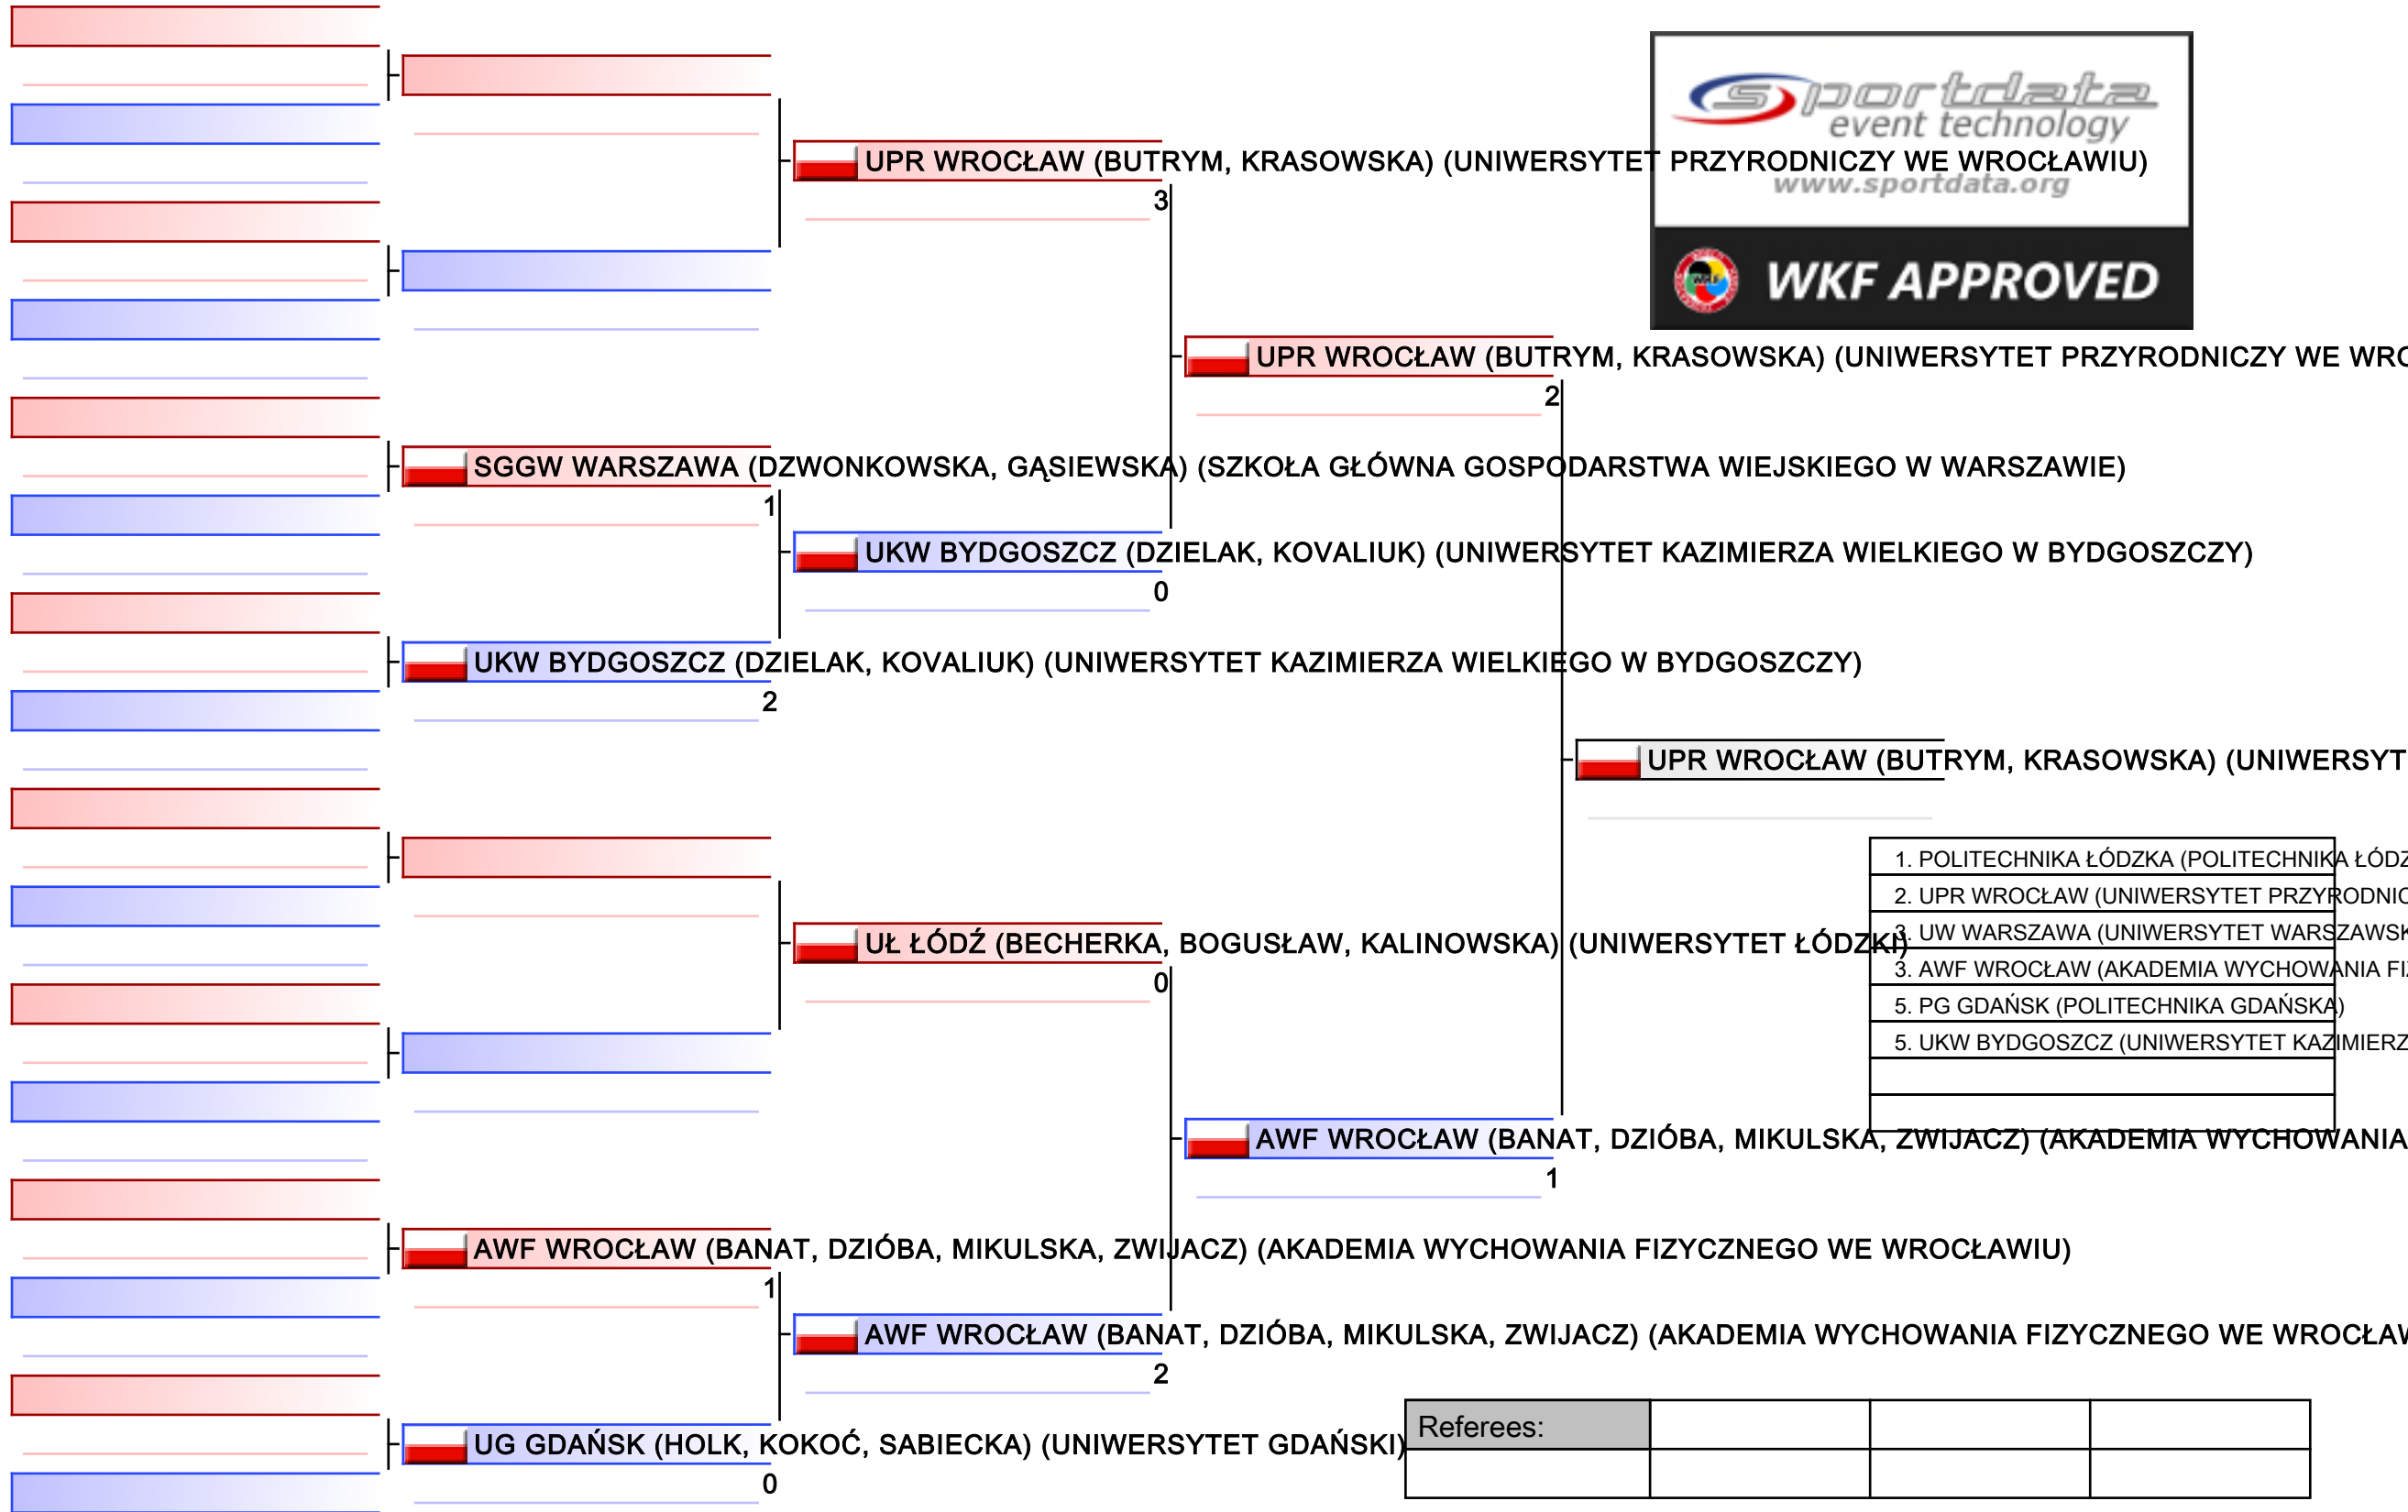 sportdata
event technology
UPR WROCŁAW (BUTRYM, KRASOWSKA) (UNIWERSYTET PRZYRODNICZY WE WROCŁAWIU)
www.sportdata.org
3
WKF APPROVED
UPR WROCŁAW (BUTRYM, KRASOWSKA) (UNIWERSYTET PRZYRODNICZY WE WRO
2
SGGW WARSZAWA (DZWONKOWSKA, GĄSIEWSKA) (SZKOŁA GŁÓWNA GOSPODARSTWA WIEJSKIEGO W WARSZAWIE)
1
UKW BYDGOSZCZ (DZIELAK, KOVALIUK) (UNIWERSYTET KAZIMIERZA WIELKIEGO W BYDGOSZCZY)
0
UKW BYDGOSZCZ (DZIELAK, KOVALIUK) (UNIWERSYTET KAZIMIERZA WIELKIEGO W BYDGOSZCZY)
2
UPR WROCŁAW (BUTRYM, KRASOWSKA) (UNIWERSYT
1. POLITECHNIKA ŁÓDZKA (POLITECHNIKA ŁÓDZ
2. UPR WROCŁAW (UNIWERSYTET PRZYRODNIC
UŁ ŁÓDŹ (BECHERKA, BOGUSŁAW, KALINOWSKA) (UNIWERSYTET ŁÓDZKI)
3. UW WARSZAWA (UNIWERSYTET WARSZAWSK
3. AWF WROCŁAW (AKADEMIA WYCHOWANIA FIZ
0
5. PG GDAŃSK (POLITECHNIKA GDAŃSKA)
5. UKW BYDGOSZCZ (UNIWERSYTET KAZIMIERZ
AWF WROCŁAW (BANAT, DZIÓBA, MIKULSKA, ZWIJACZ) (AKADEMIA WYCHOWANIA
1
AWF WROCŁAW (BANAT, DZIÓBA, MIKULSKA, ZWIJACZ) (AKADEMIA WYCHOWANIA FIZYCZNEGO WE WROCŁAWIU)
1
AWF WROCŁAW (BANAT, DZIÓBA, MIKULSKA, ZWIJACZ) (AKADEMIA WYCHOWANIA FIZYCZNEGO WE WROCŁAW
2
Referees:
UG GDAŃSK (HOLK, KOKOĆ, SABIECKA) (UNIWERSYTET GDAŃSKI)
0